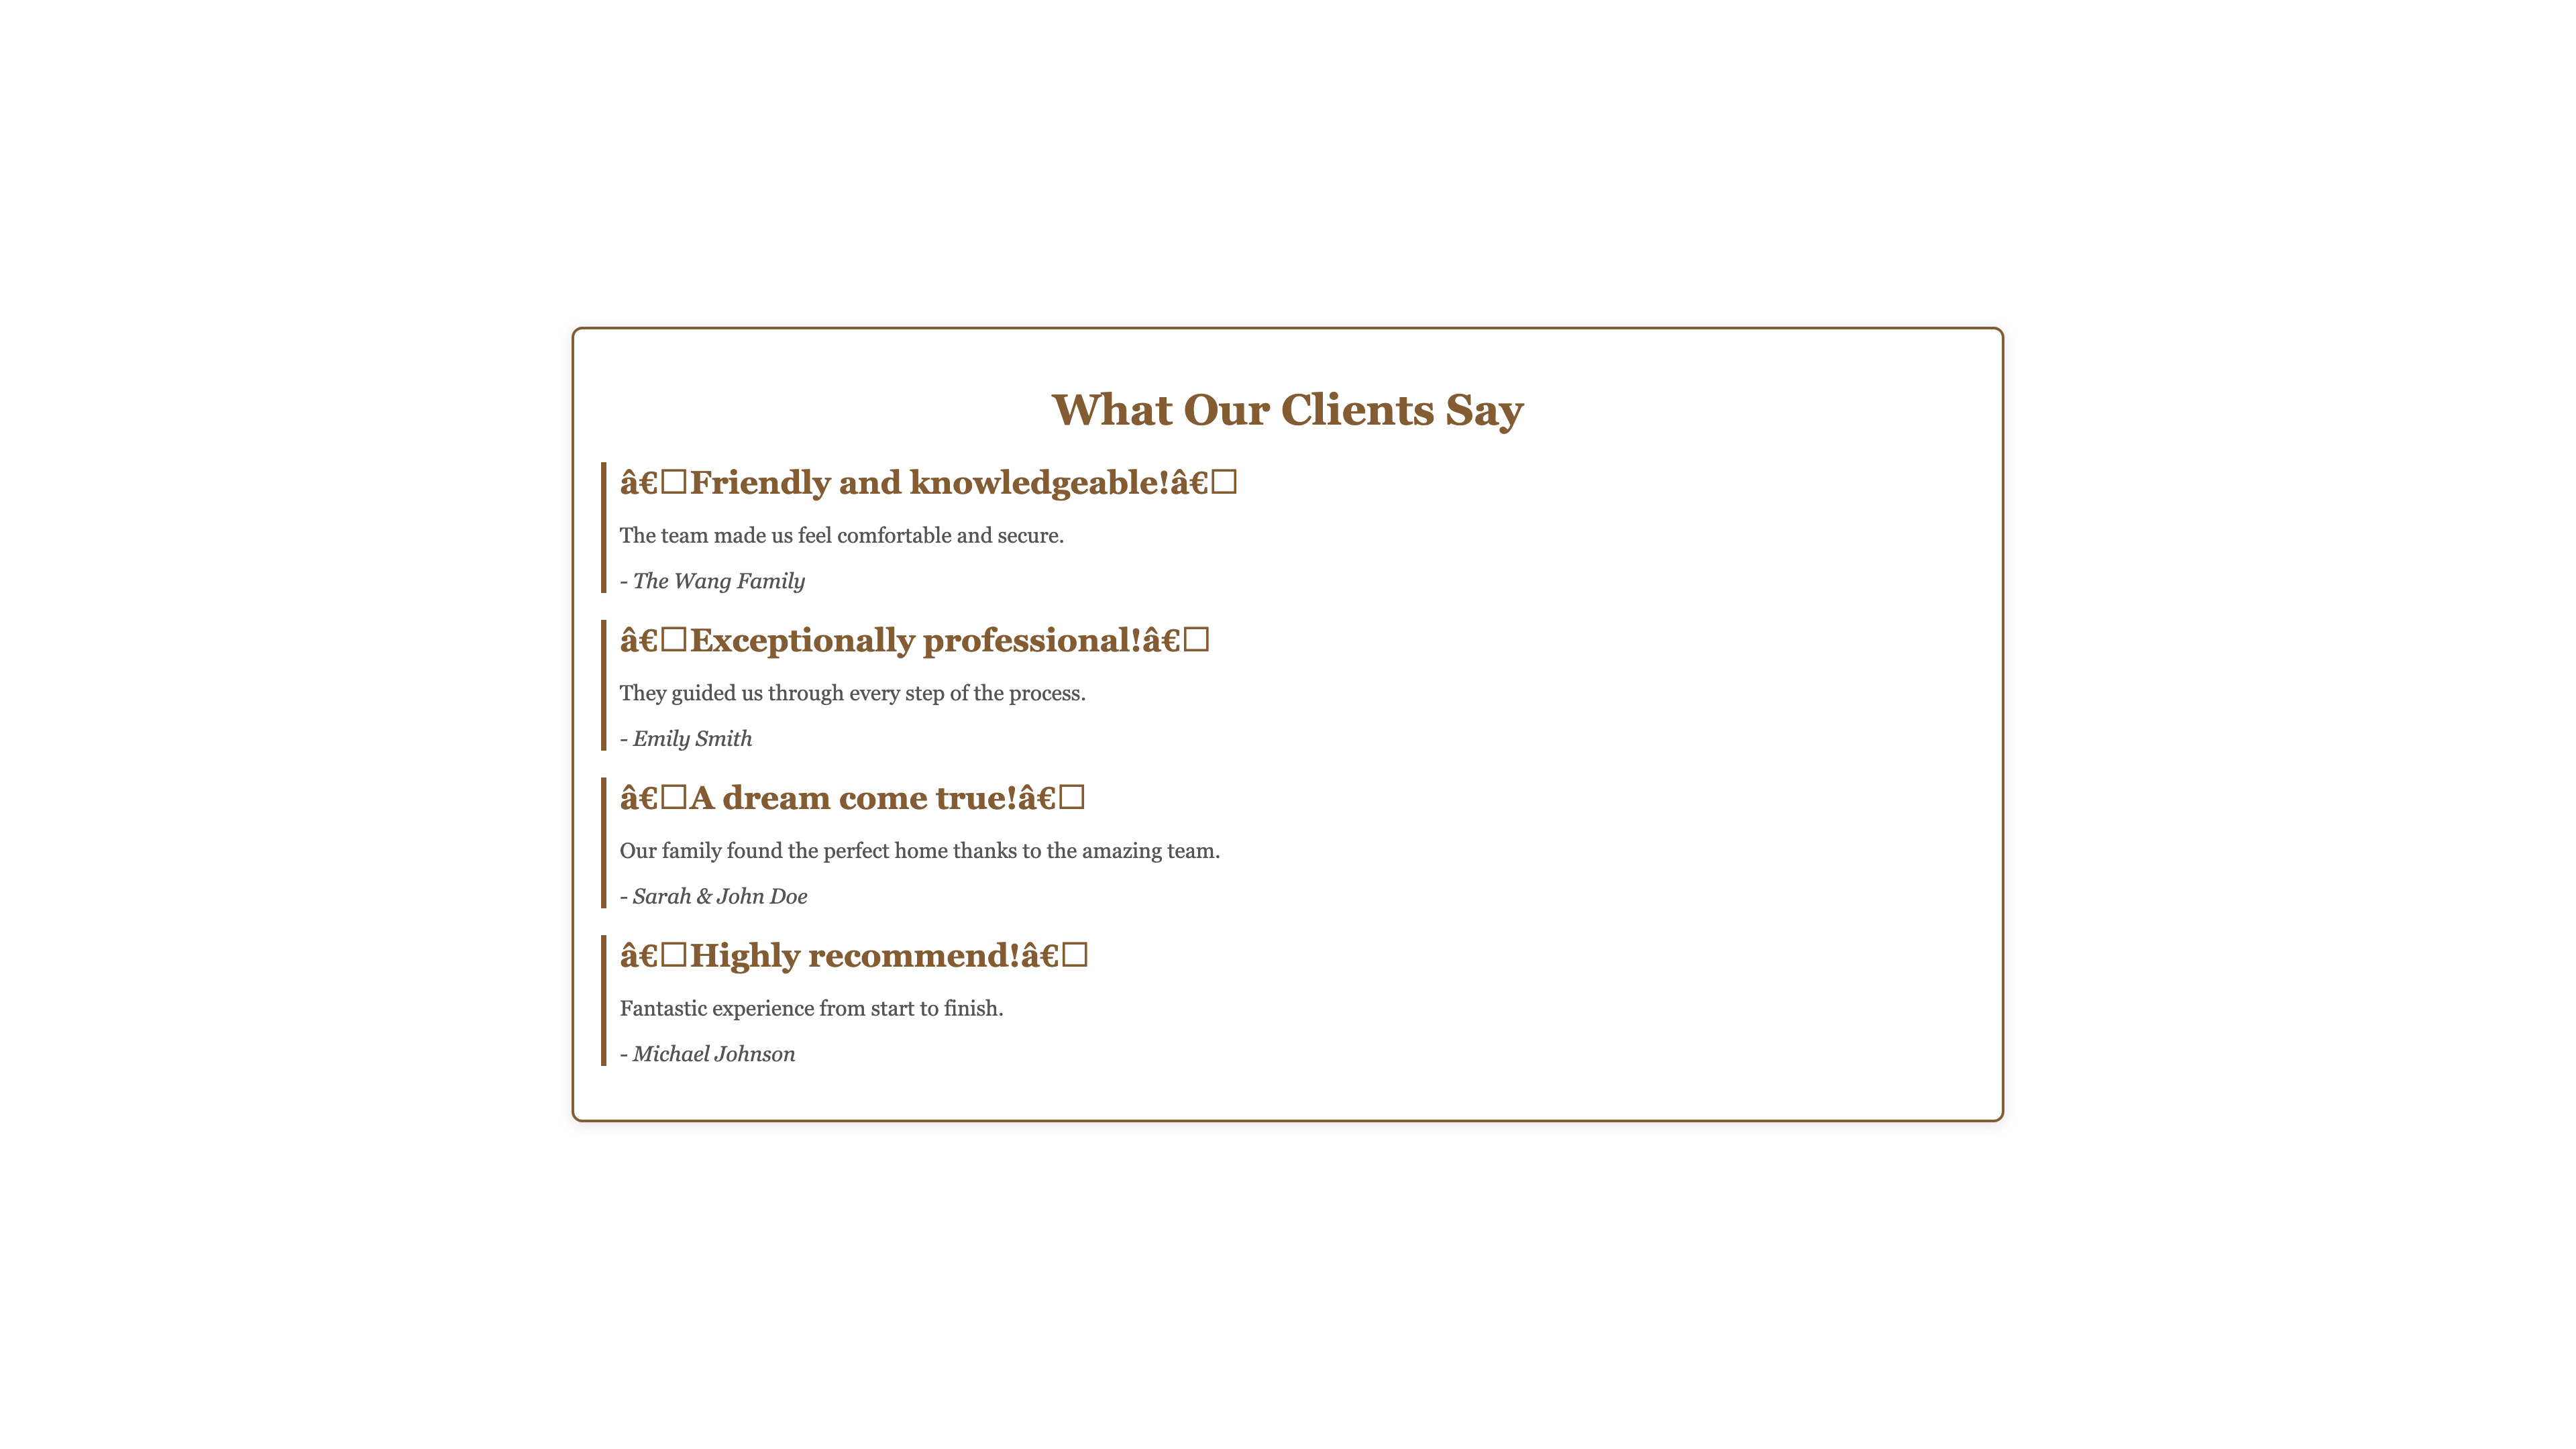 What Our Clients Say
â€□Friendly and knowledgeable!â€□
The team made us feel comfortable and secure.
- The Wang Family
â€□Exceptionally professional!â€□
They guided us through every step of the process.
- Emily Smith
â€□A dream come true!â€□
Our family found the perfect home thanks to the amazing team.
- Sarah & John Doe
â€□Highly recommend!â€□
Fantastic experience from start to finish.
- Michael Johnson